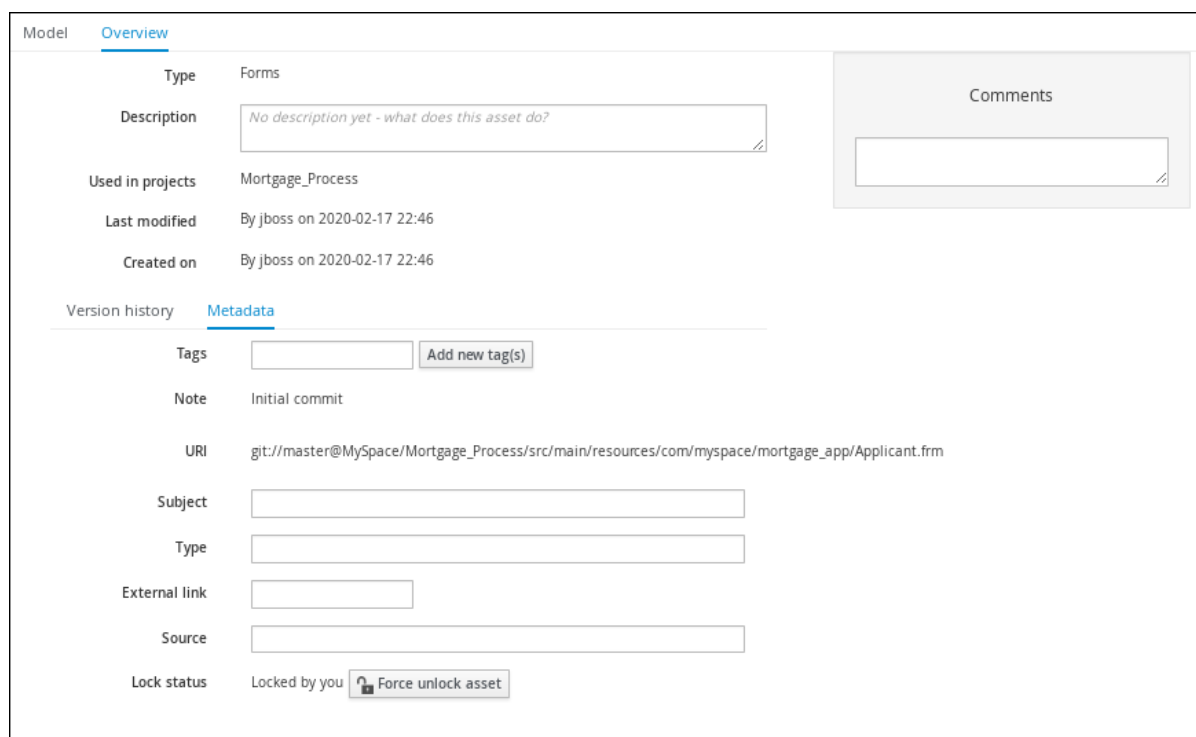 Model Overview
Type Forms
Comments
Description No description yet - what does this asset do?
Used in projects Mortgage_Process
Last modified By jboss on 2020-02-17 22:46
Created on By jboss on 2020-02-17 22:46
Version history Metadata
Tags Add new tag(s)
Note Initial commit
URI git://master@MySpace/Mortgage_Process/src/main/resources/com/myspace/mortgage_app/Applicant.frm
Subject
Type
External link
Source
Lock status Locked by you Force unlock asset